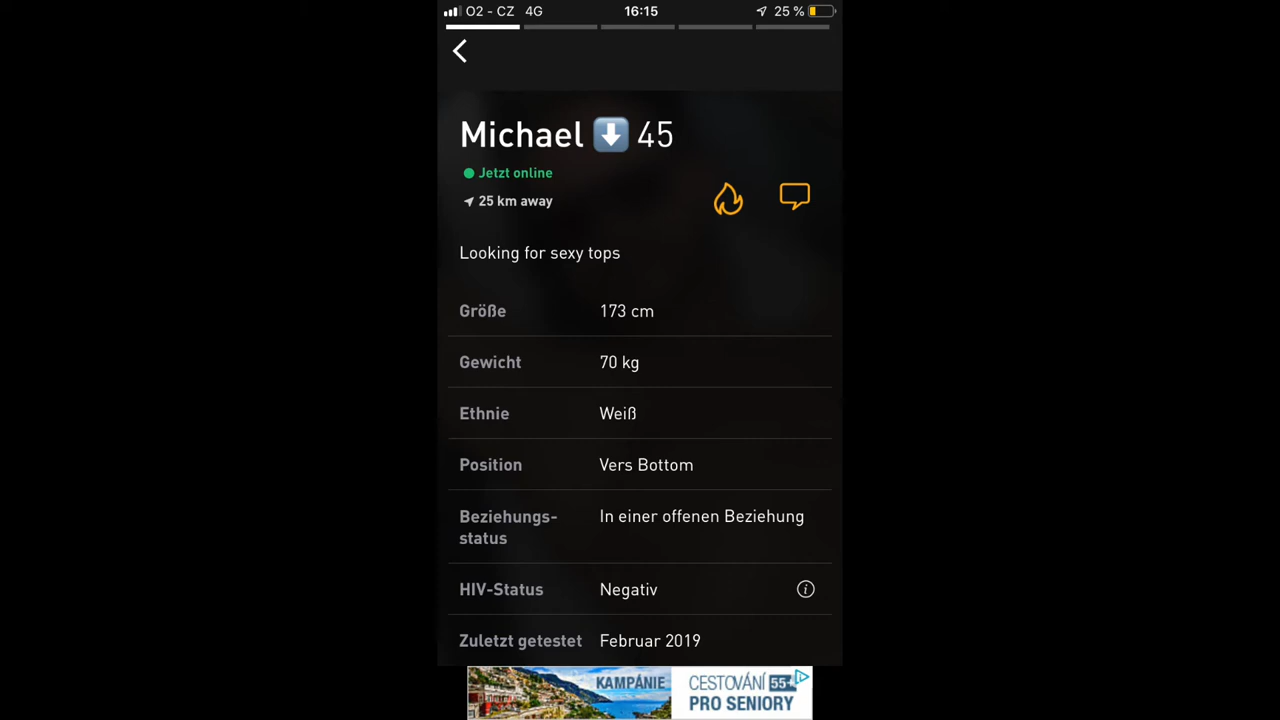 O2 - CZ 4G 16:15 25 %
Michael ⬇️ 45
Jetzt online
25 km away
Looking for sexy tops
Größe 173 cm
Gewicht 70 kg
Ethnie Weiß
Position Vers Bottom
Beziehungs- In einer offenen Beziehung
status
HIV-Status Negativ
Zuletzt getestet Februar 2019
KAMPÁNIE CESTOVÁNÍ 55+
PRO SENIORY